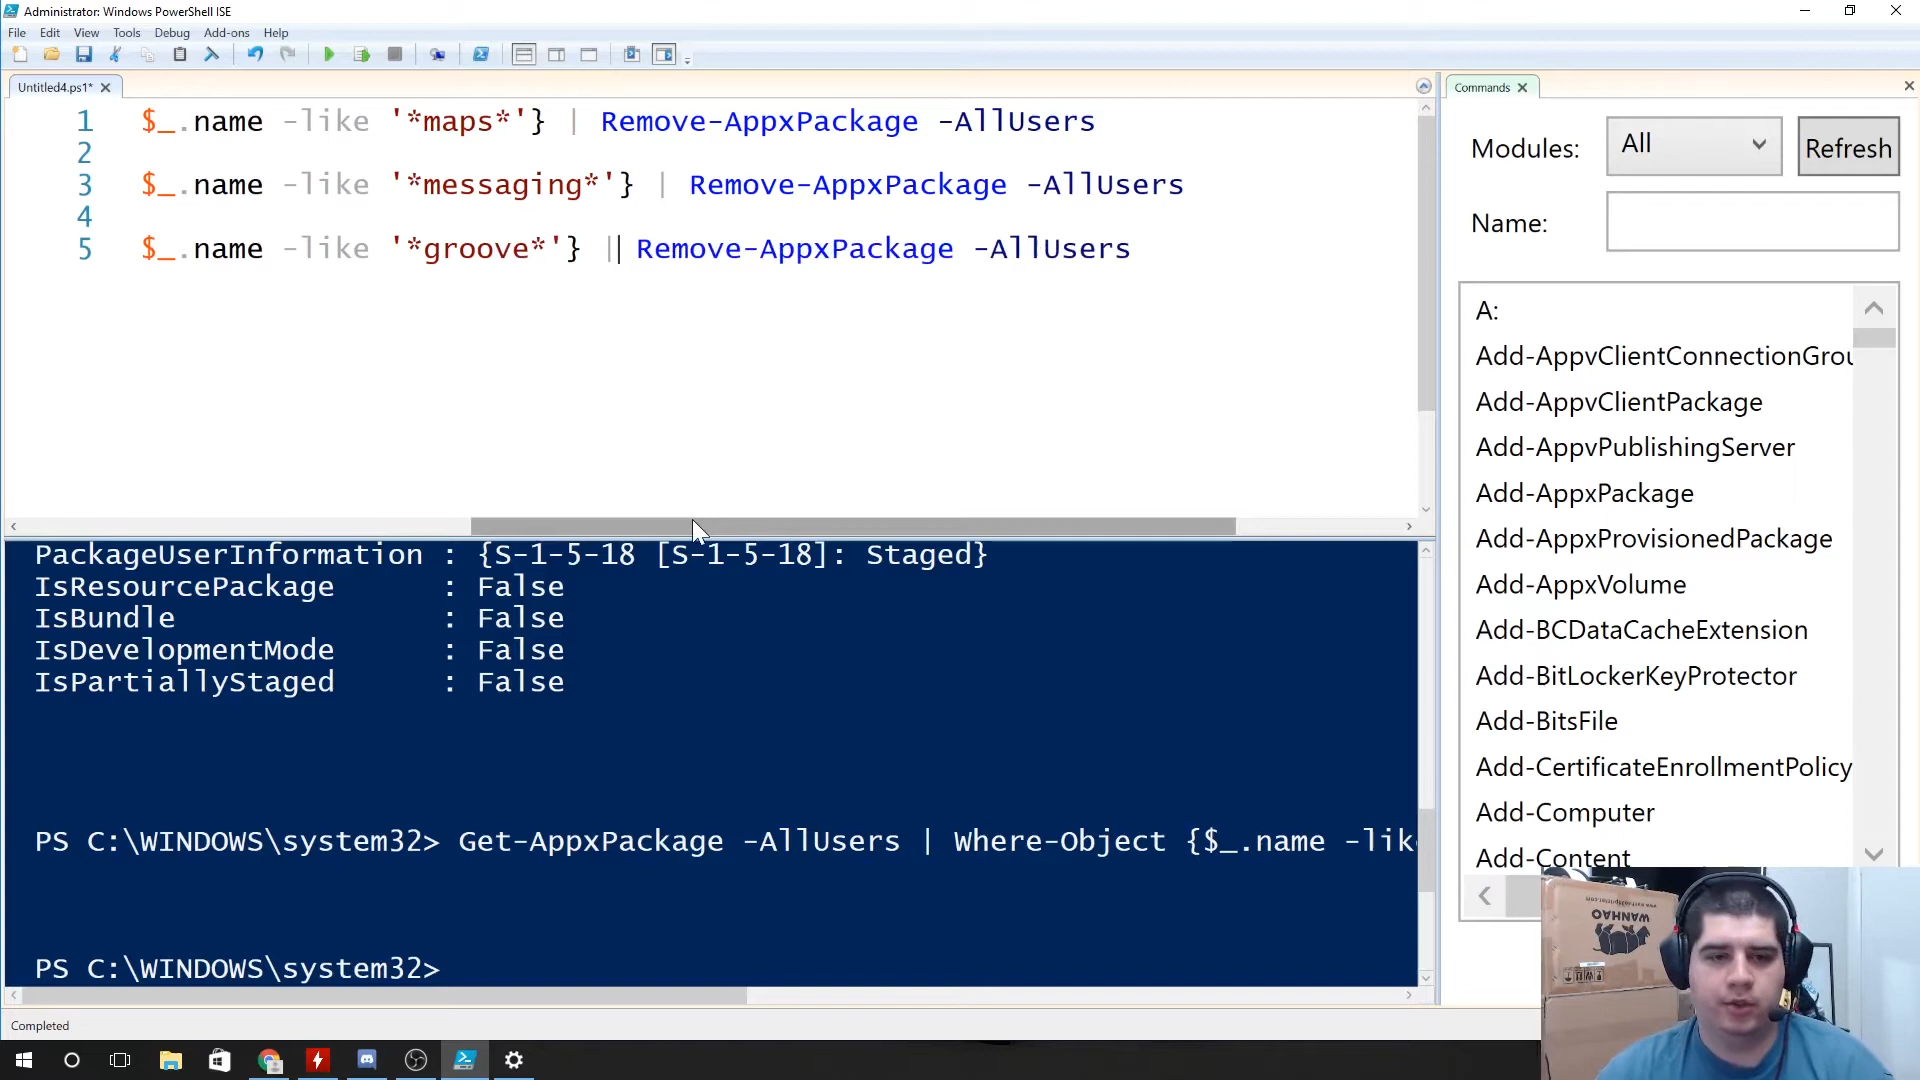 Administrator: Windows PowerShell ISE
File Edit View Tools Debug Add-ons Help
Untitled4.ps1*
1 $_.name -like '*maps*'} | Remove-AppxPackage -AllUsers
2
3 $_.name -like '*messaging*'} | Remove-AppxPackage -AllUsers
4
5 $_.name -like '*groove*'} | Remove-AppxPackage -AllUsers
PackageUserInformation : {S-1-5-18 [S-1-5-18]: Staged}
IsResourcePackage : False
IsBundle : False
IsDevelopmentMode : False
IsPartiallyStaged : False
PS C:\WINDOWS\system32> Get-AppxPackage -AllUsers | Where-Object {$_.name -lik
PS C:\WINDOWS\system32>
Completed
Commands
Modules: All Refresh
Name:
A:
Add-AppvClientConnectionGrou
Add-AppvClientPackage
Add-AppvPublishingServer
Add-AppxPackage
Add-AppxProvisionedPackage
Add-AppxVolume
Add-BCDataCacheExtension
Add-BitLockerKeyProtector
Add-BitsFile
Add-CertificateEnrollmentPolicy
Add-Computer
Add-Content
WANHAO